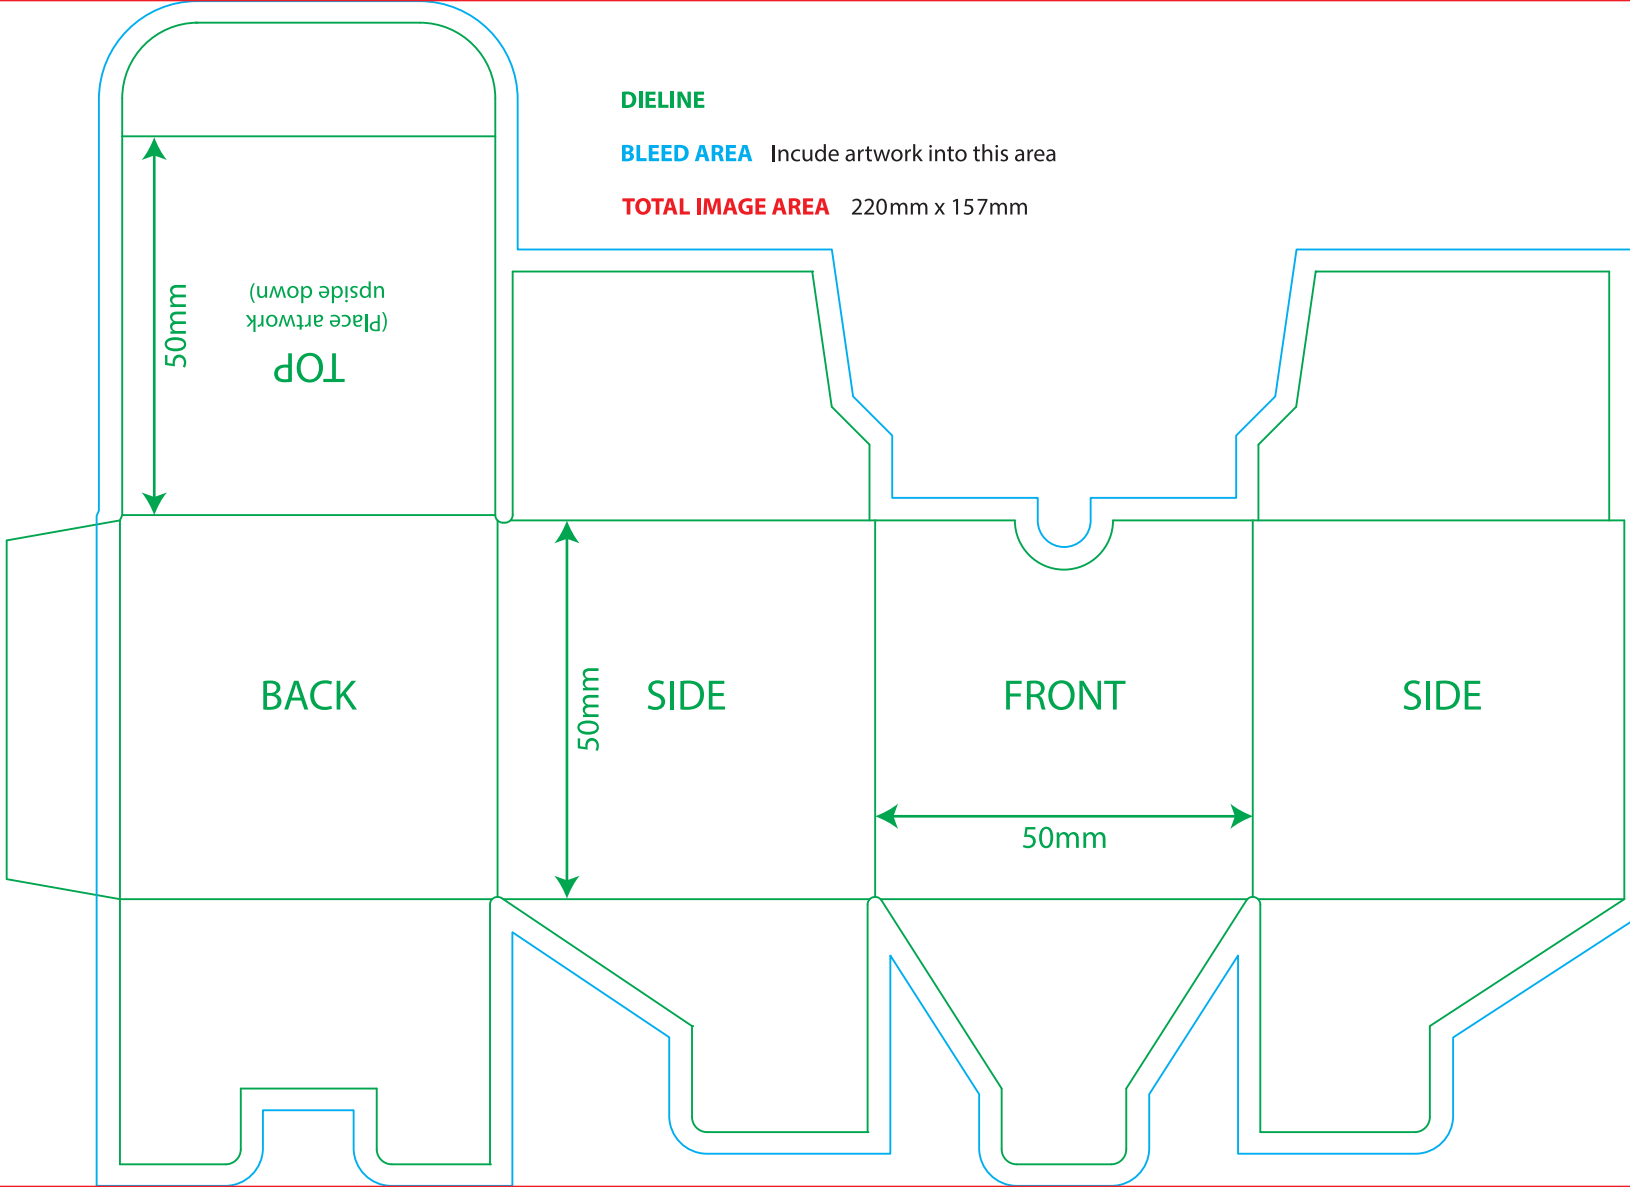 DIELINE
BLEED AREA Incude artwork into this area
TOTAL IMAGE AREA 220mm x 157mm
TOP
(Place artwork
upside down)
50mm
BACK
50mm
SIDE
FRONT
50mm
SIDE